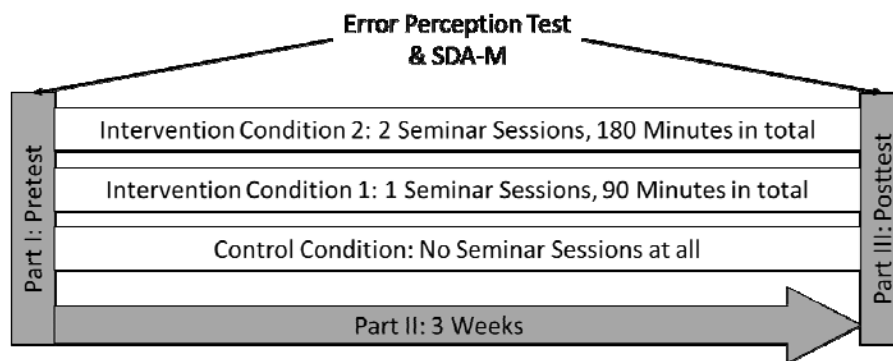 Error Perception Test
& SDA-M
Part I: Pretest
Intervention Condition 2: 2 Seminar Sessions, 180 Minutes in total
Intervention Condition 1: 1 Seminar Sessions, 90 Minutes in total
Control Condition: No Seminar Sessions at all
Part II: 3 Weeks
Part III: Posttest